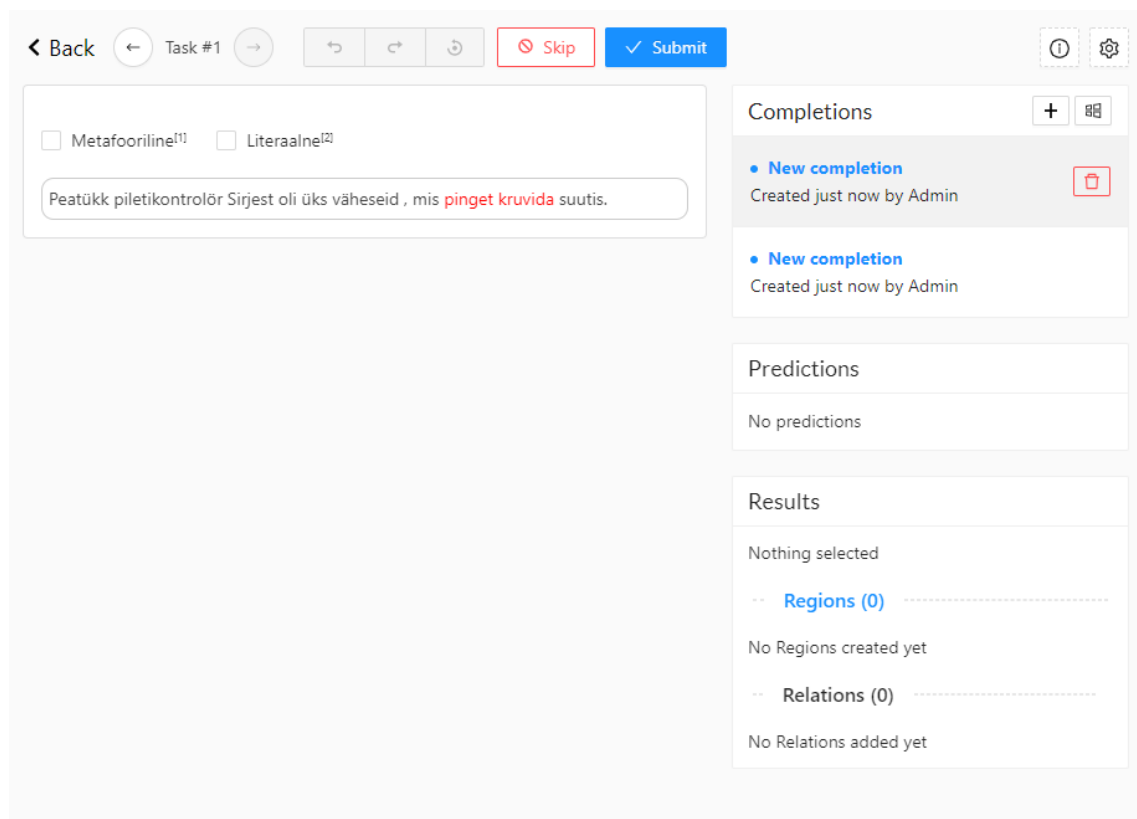 Back
Task #1
Skip
Submit
Metafooriline[1] Literaalne[2]
Peatükk piletikontrolör Sirjest oli üks väheseid , mis pinget kruvida suutis.
Completions
New completion
Created just now by Admin
New completion
Created just now by Admin
Predictions
No predictions
Results
Nothing selected
Regions (0)
No Regions created yet
Relations (0)
No Relations added yet